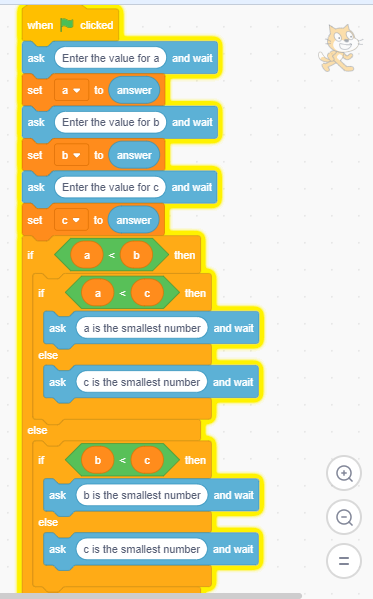 when clicked
ask Enter the value for a and wait
set a to answer
ask Enter the value for b and wait
set b to answer
ask Enter the value for c and wait
set c to answer
if a < b then
if a < c then
ask a is the smallest number and wait
else
ask c is the smallest number and wait
else
if b < c then
ask b is the smallest number and wait
else
ask c is the smallest number and wait